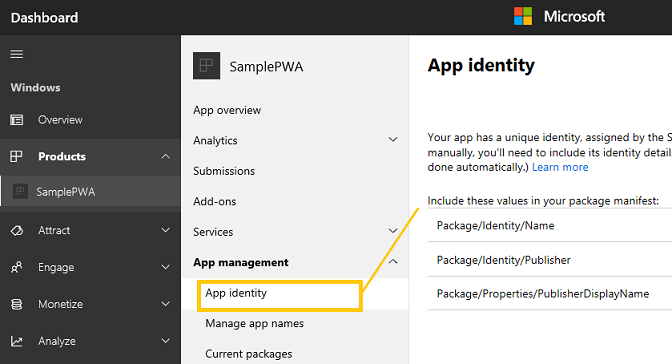 Dashboard
Microsoft
Windows
Overview
Products
SamplePWA
Attract
Engage
Monetize
Analyze
SamplePWA
App overview
Analytics
Submissions
Add-ons
Services
App management
App identity
Manage app names
Current packages
App identity
Your app has a unique identity, assigned by the S
manually, you'll need to include its identity detail
done automatically.) Learn more
Include these values in your package manifest:
Package/Identity/Name
Package/Identity/Publisher
Package/Properties/PublisherDisplayName